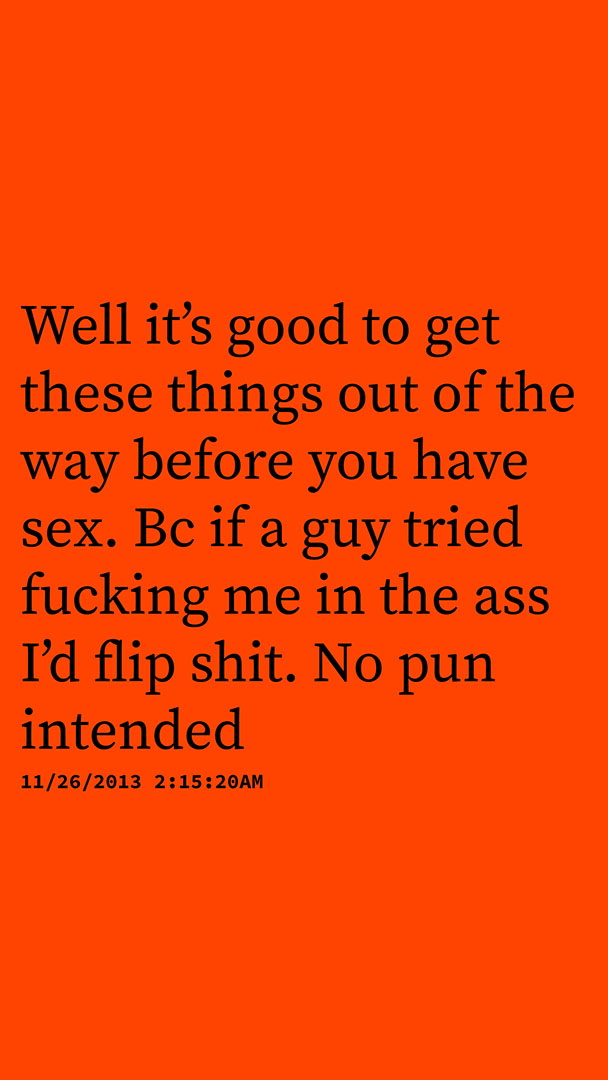 Well it’s good to get
these things out of the
way before you have
sex. Bc if a guy tried
fucking me in the ass
I’d flip shit. No pun
intended
11/26/2013 2:15:20AM